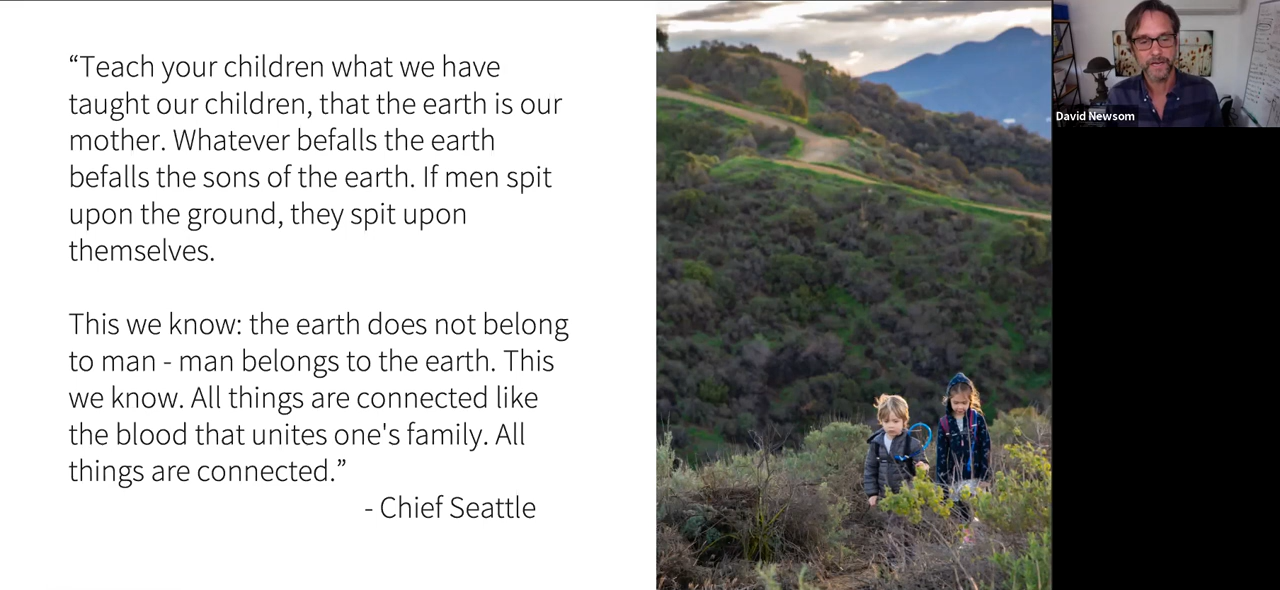 “Teach your children what we have
taught our children, that the earth is our
mother. Whatever befalls the earth
befalls the sons of the earth. If men spit
upon the ground, they spit upon
themselves.
This we know: the earth does not belong
to man - man belongs to the earth. This
we know. All things are connected like
the blood that unites one's family. All
things are connected.”
- Chief Seattle
David Newsom